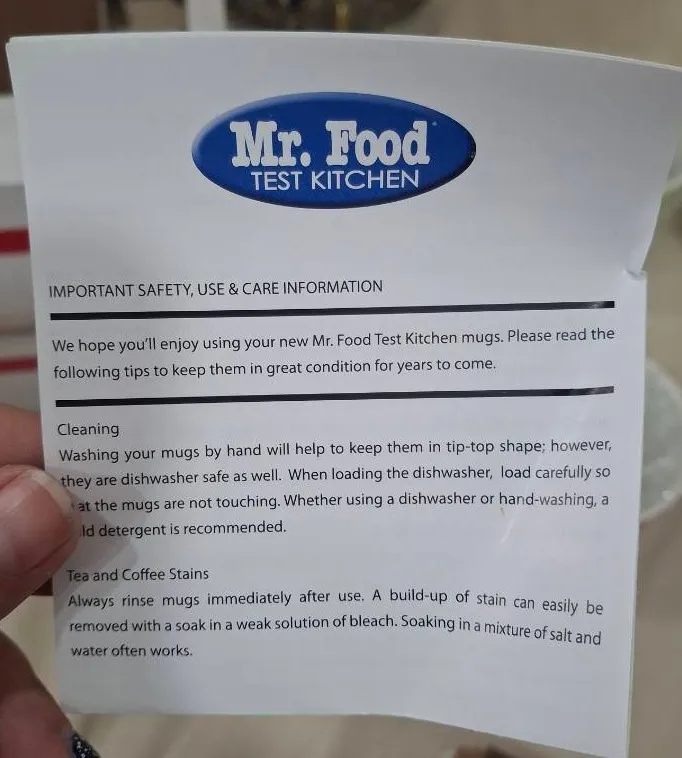 Mr. Food
TEST KITCHEN
IMPORTANT SAFETY, USE & CARE INFORMATION
We hope you'll enjoy using your new Mr. Food Test Kitchen mugs. Please read the
following tips to keep them in great condition for years to come.
Cleaning
Washing your mugs by hand will help to keep them in tip-top shape; however,
they are dishwasher safe as well. When loading the dishwasher, load carefully so
at the mugs are not touching. Whether using a dishwasher or hand-washing, a
ld detergent is recommended.
Tea and Coffee Stains
Always rinse mugs immediately after use. A build-up of stain can easily be
removed with a soak in a weak solution of bleach. Soaking in a mixture of salt and
water often works.